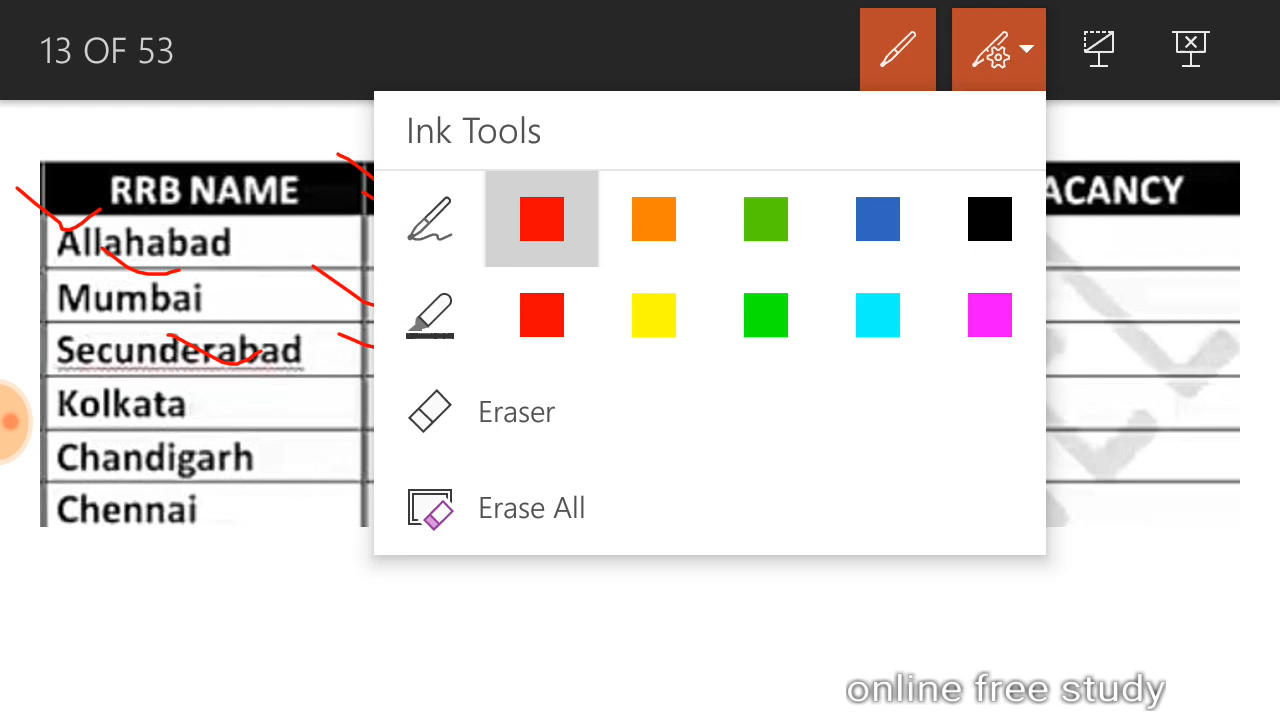 13 OF 53
Ink Tools
RRB NAME
ACANCY
Allahabad
Mumbai
Secunderabad
Kolkata
Chandigarh
Chennai
Eraser
Erase All
online free study